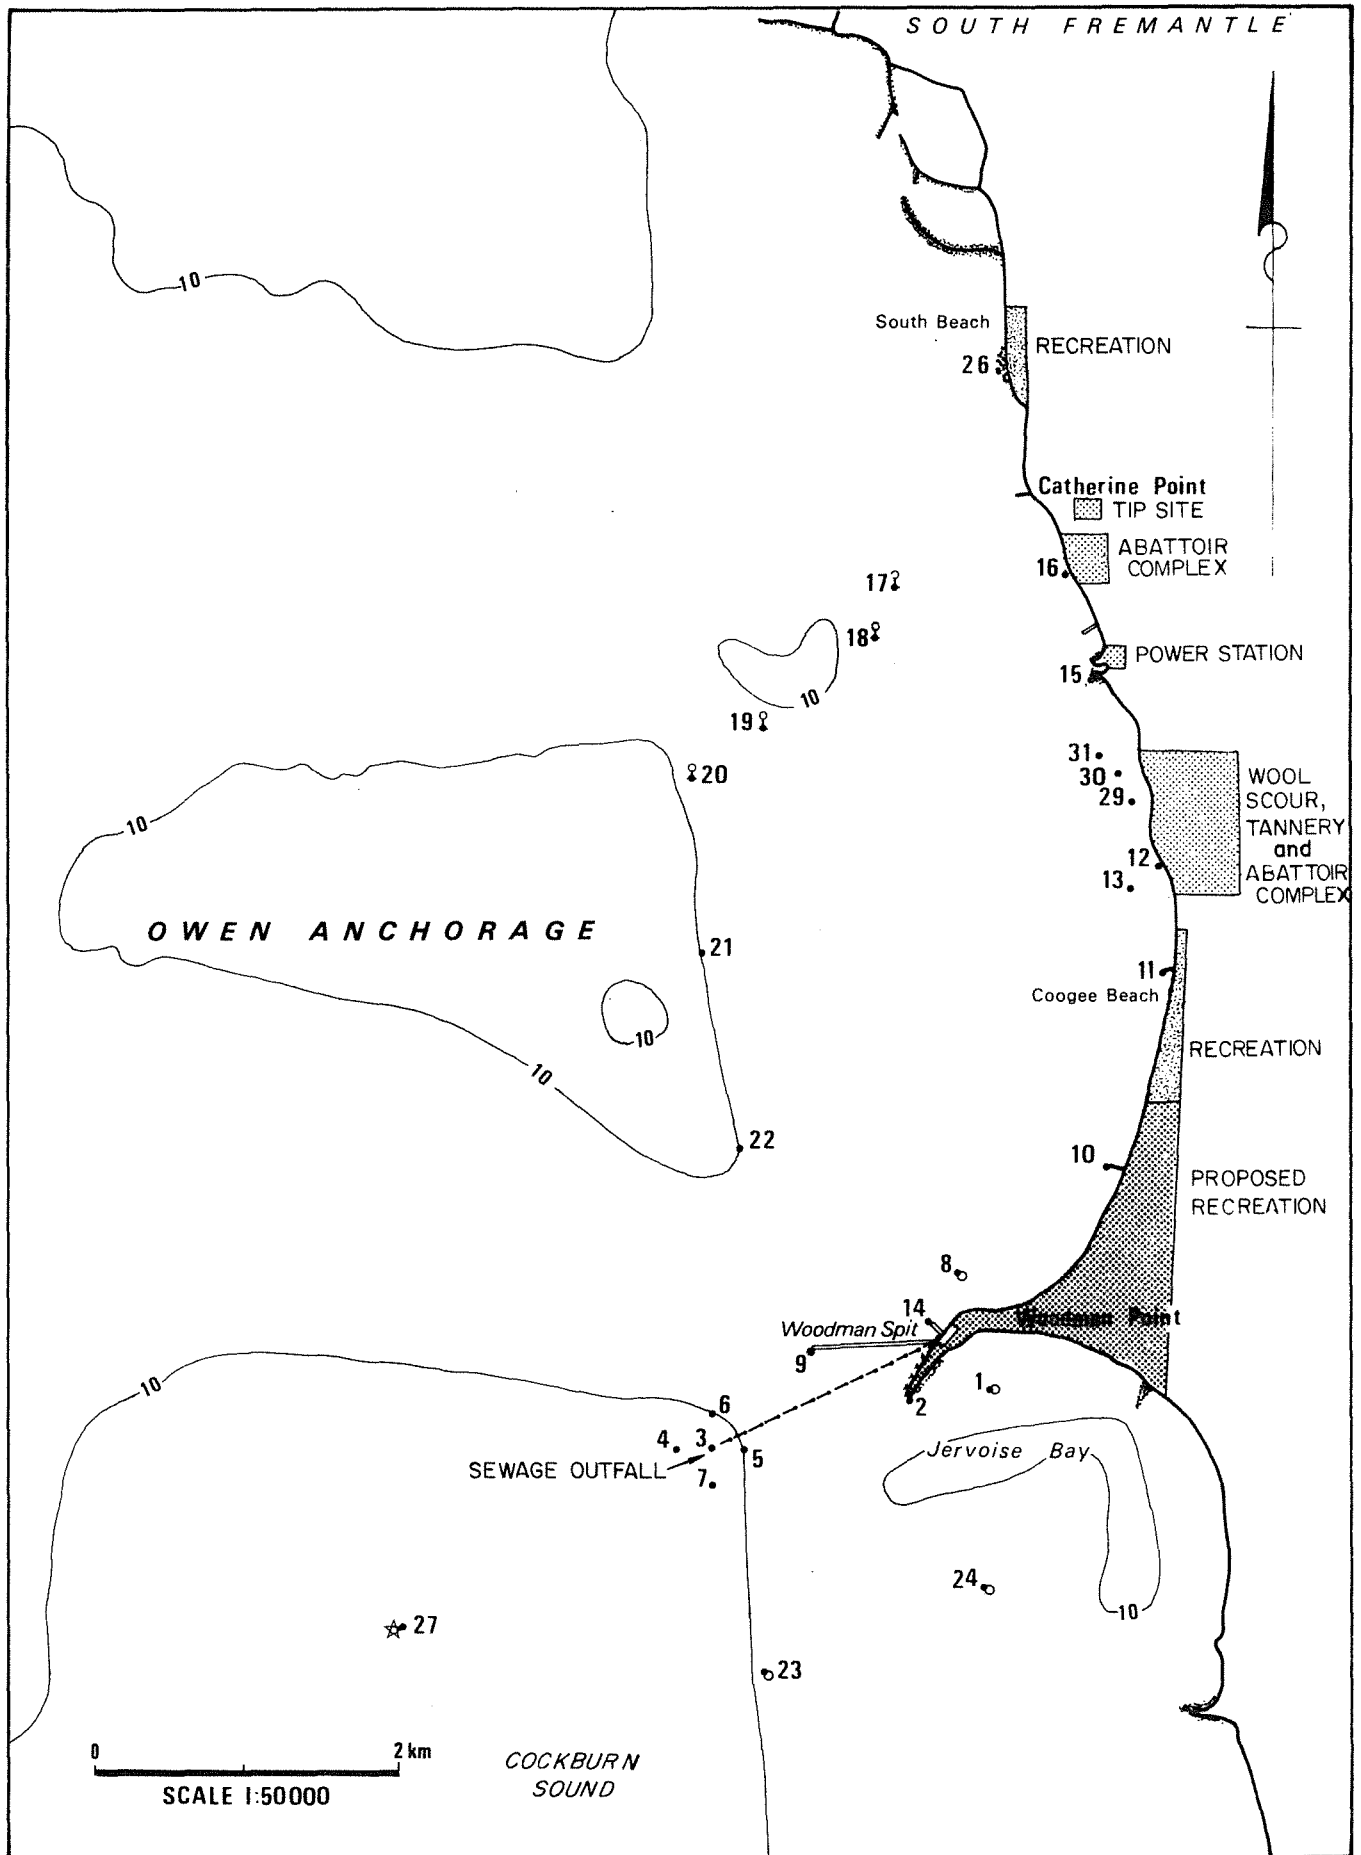 SOUTH FREMANTLE
10
South Beach
RECREATION
26
Catherine Point
TIP SITE
ABATTOIR
COMPLEX
16
17
18
POWER STATION
15
10
19
20
31
30
29
WOOL
SCOUR,
TANNERY
and
ABATTOIR
COMPLEX
10
12
13
OWEN ANCHORAGE
21
11
Coogee Beach
10
RECREATION
10
22
10
PROPOSED
RECREATION
8
14
Woodman Point
Woodman Spit
9
1
2
10
6
4
3
5
Jervoise Bay
SEWAGE OUTFALL
7
24
10
27
23
0
2 km
SCALE 1:50000
COCKBURN
SOUND